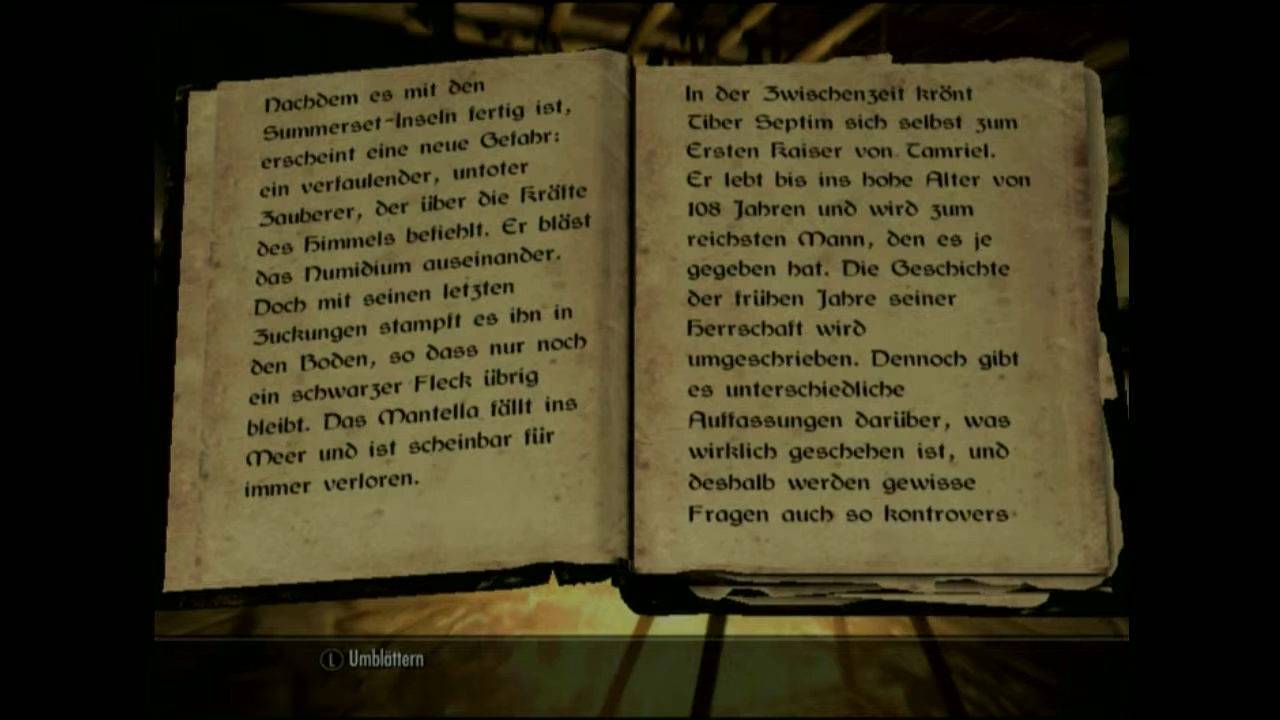 Nachdem es mit den
Summerset-Inseln fertig ist,
erscheint eine neue Gefahr:
ein verfaulender, untoter
Zauberer, der über die Kräfte
des Himmels befiehlt. Er bläst
das Numidium auseinander.
Doch mit seinen letzten
Zuckungen stampft es ihn in
den Boden, so dass nur noch
ein schwarzer Fleck übrig
bleibt. Das Mantella fällt ins
Meer und ist scheinbar für
immer verloren.
In der Zwischenzeit krönt
Tiber Septim sich selbst zum
Ersten Kaiser von Tamriel.
Er lebt bis ins hohe Alter von
108 Jahren und wird zum
reichsten Mann, den es je
gegeben hat. Die Geschichte
der frühen Jahre seiner
Herrschaft wird
umgeschrieben. Dennoch gibt
es unterschiedliche
Auffassungen darüber, was
wirklich geschehen ist, und
deshalb werden gewisse
Fragen auch so kontrovers
L Umblättern